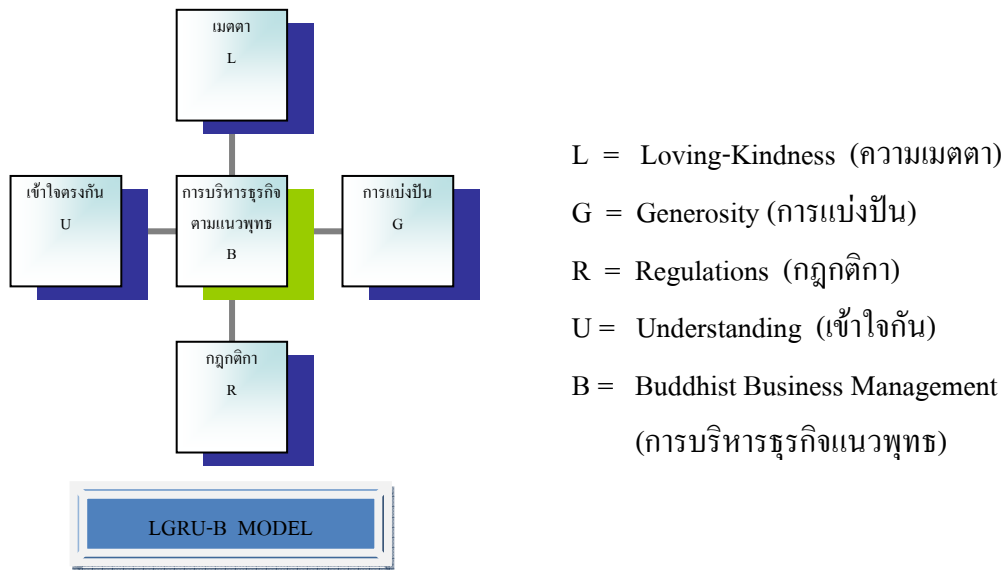 เมตตา
L
เข้าใจตรงกัน
U
การบริหารธุรกิจ
ตามแนวพุทธ
B
การแบ่งปัน
G
กฎกติกา
R
LGRU-B MODEL
L = Loving-Kindness (ความเมตตา)
G = Generosity (การแบ่งปัน)
R = Regulations (กฎกติกา)
U = Understanding (เข้าใจกัน)
B = Buddhist Business Management
(การบริหารธุรกิจแนวพุทธ)